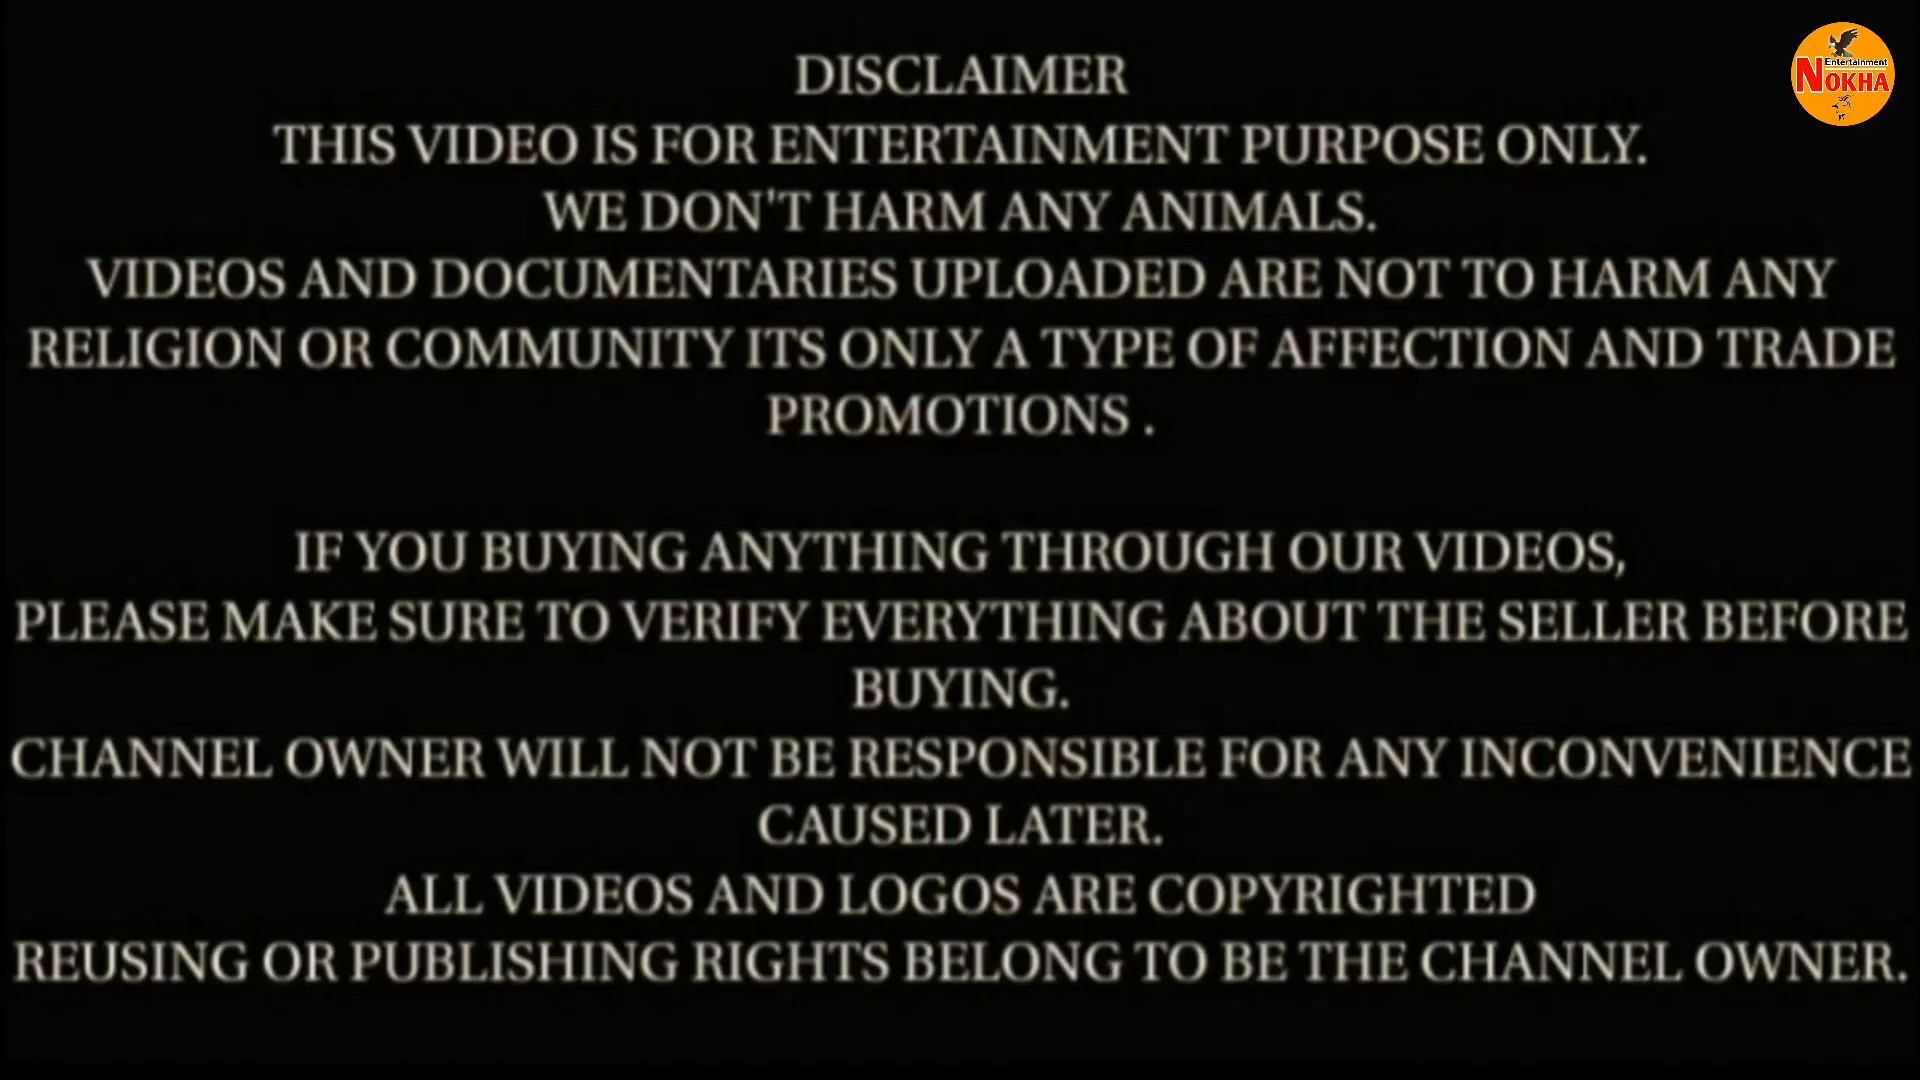 DISCLAIMER
THIS VIDEO IS FOR ENTERTAINMENT PURPOSE ONLY.
WE DON'T HARM ANY ANIMALS.
VIDEOS AND DOCUMENTARIES UPLOADED ARE NOT TO HARM ANY
RELIGION OR COMMUNITY ITS ONLY A TYPE OF AFFECTION AND TRADE
PROMOTIONS .
IF YOU BUYING ANYTHING THROUGH OUR VIDEOS,
PLEASE MAKE SURE TO VERIFY EVERYTHING ABOUT THE SELLER BEFORE
BUYING.
CHANNEL OWNER WILL NOT BE RESPONSIBLE FOR ANY INCONVENIENCE
CAUSED LATER.
ALL VIDEOS AND LOGOS ARE COPYRIGHTED
REUSING OR PUBLISHING RIGHTS BELONG TO BE THE CHANNEL OWNER.
Entertainment
NOKHA